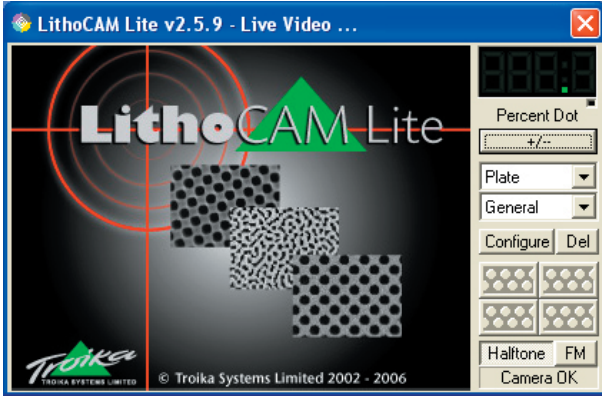 LithoCAM Lite v2.5.9 - Live Video ...
LithoCAM Lite
Percent Dot
+/--
Plate
General
Configure Del
Halftone FM
Camera OK
Troika
TROIKA SYSTEMS LIMITED
© Troika Systems Limited 2002 - 2006